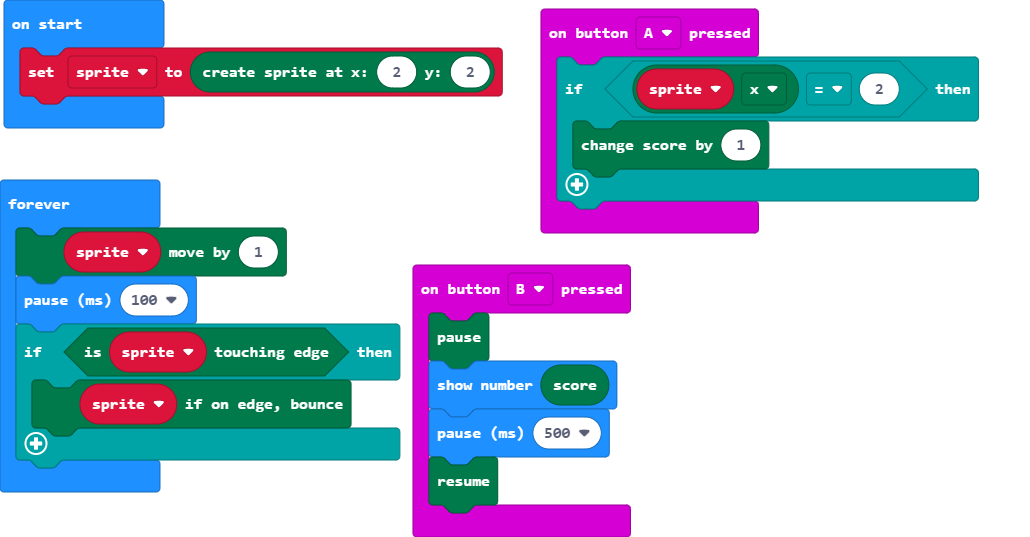 on start
set sprite to create sprite at x: 2 y: 2
on button A pressed
if sprite x = 2 then
change score by 1
forever
sprite move by 1
pause (ms) 100
if is sprite touching edge then
sprite if on edge, bounce
on button B pressed
pause
show number score
pause (ms) 500
resume